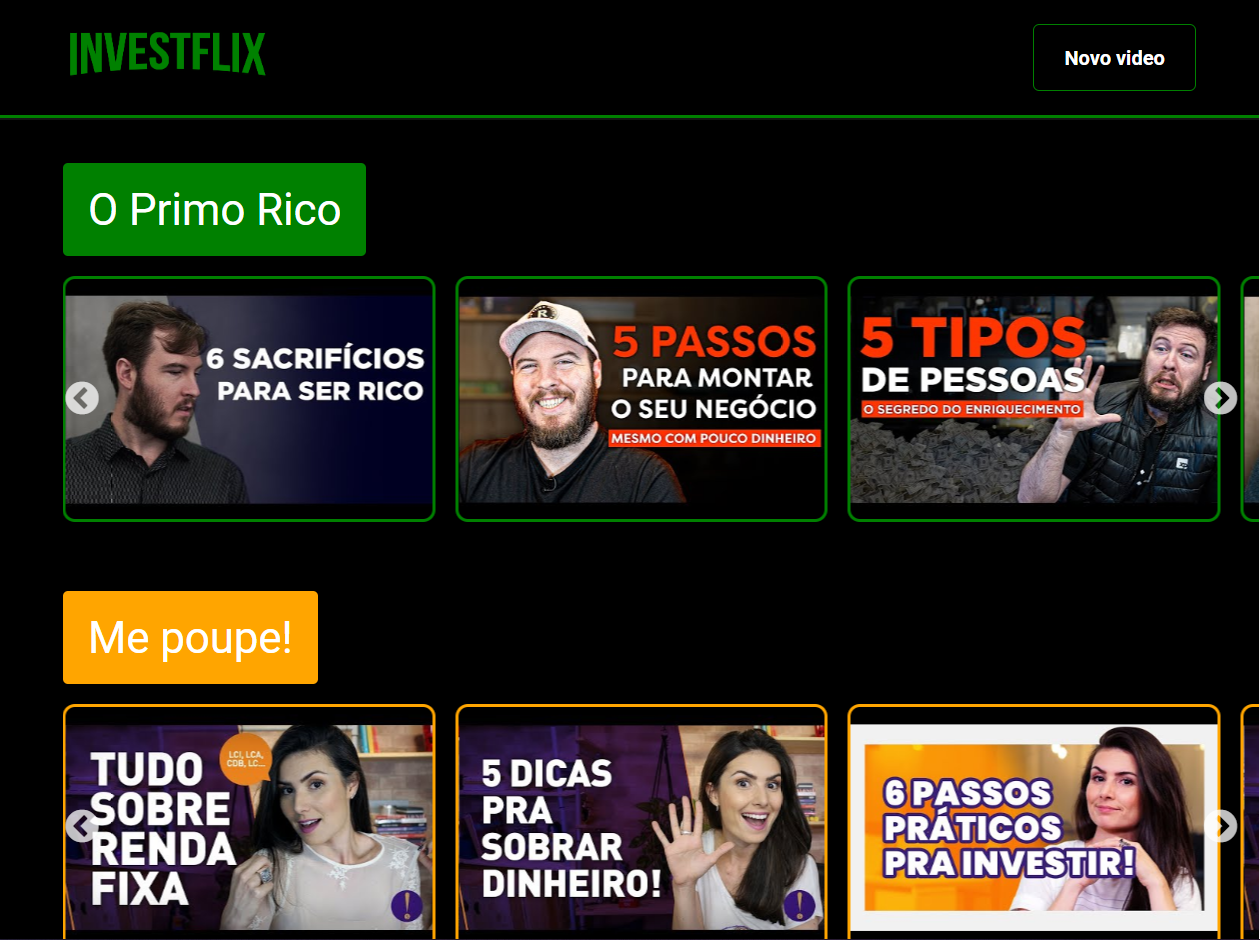 INVESTFLIX
Novo video
O Primo Rico
6 SACRIFÍCIOS
PARA SER RICO
R
5 PASSOS
PARA MONTAR
O SEU NEGÓCIO
MESMO COM POUCO DINHEIRO
5 TIPOS
DE PESSOAS
O SEGREDO DO ENRIQUECIMENTO
Me poupe!
LCI, LCA,
CDB, LC...
TUDO
SOBRE
RENDA
FIXA
5 DICAS
PRA
SOBRAR
DINHEIRO!
6 PASSOS
PRÁTICOS
PRA INVESTIR!